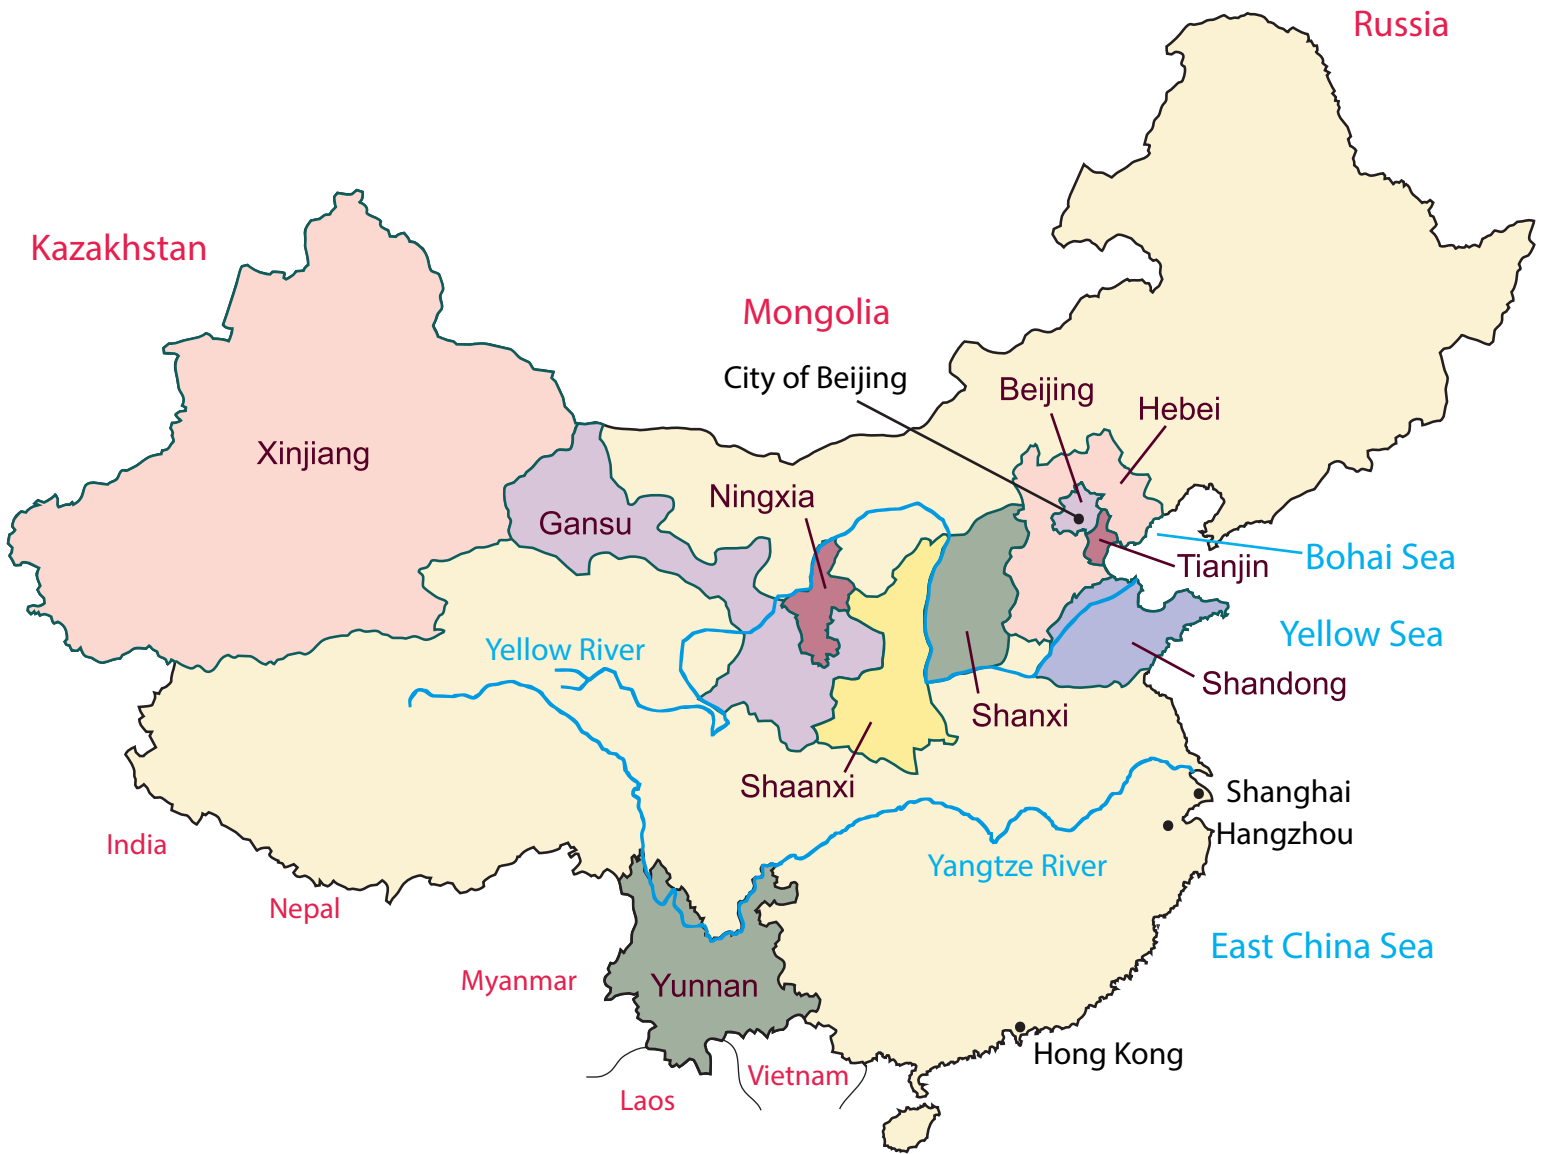 Russia
Kazakhstan
Mongolia
City of Beijing
Beijing
Hebei
Xinjiang
Ningxia
Gansu
Bohai Sea
Tianjin
Yellow Sea
Yellow River
Shandong
Shanxi
Shaanxi
Shanghai
Hangzhou
India
Yangtze River
Nepal
East China Sea
Myanmar
Yunnan
Hong Kong
Vietnam
Laos